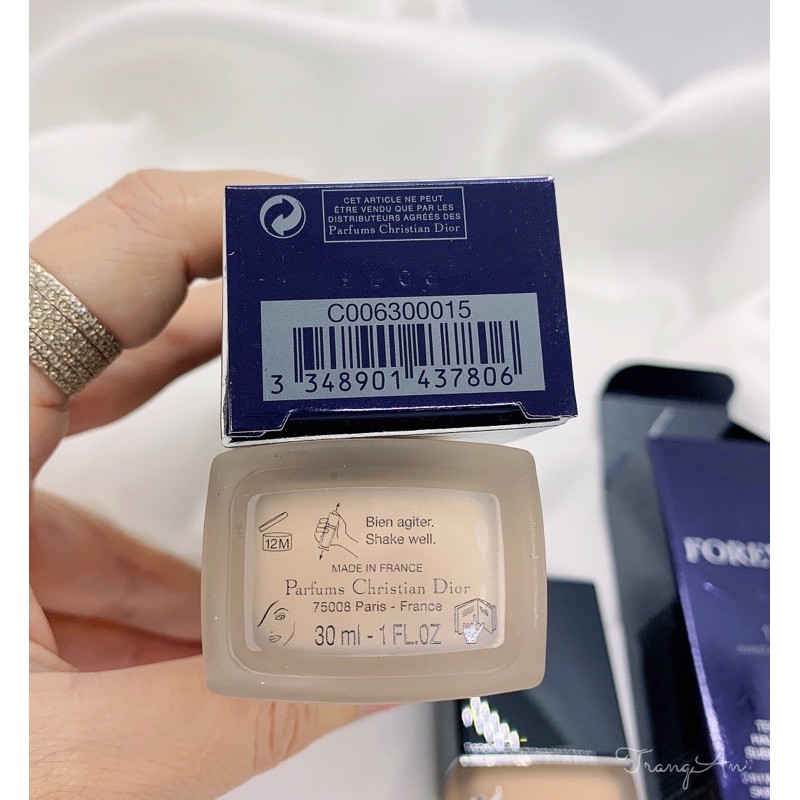 CET ARTICLE NE PEUT
ÊTRE VENDU QUE PAR LES
DISTRIBUTEURS AGRÉÉS DES
Parfums Christian Dior
C006300015
3 348901 437806
12M
Bien agiter.
Shake well.
MADE IN FRANCE
Parfums Christian Dior
75008 Paris - France
30 ml - 1 FL.OZ
FORE
TrangAn